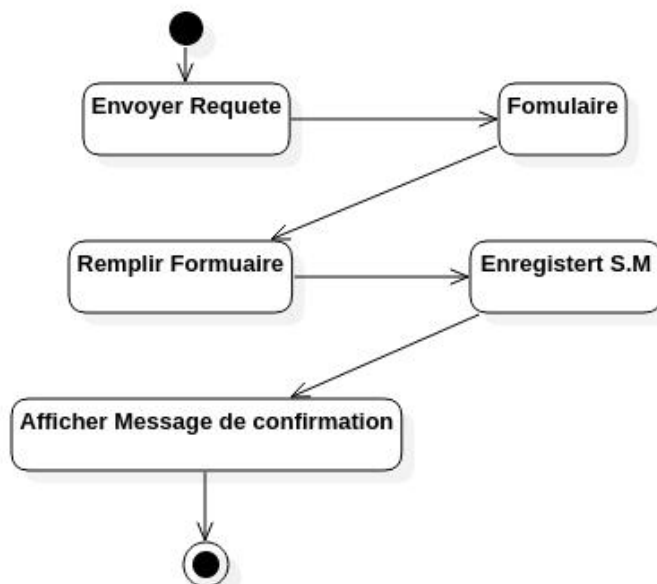 Envoyer Requete
Fomulaire
Remplir Formuaire
Enregistert S.M
Afficher Message de confirmation